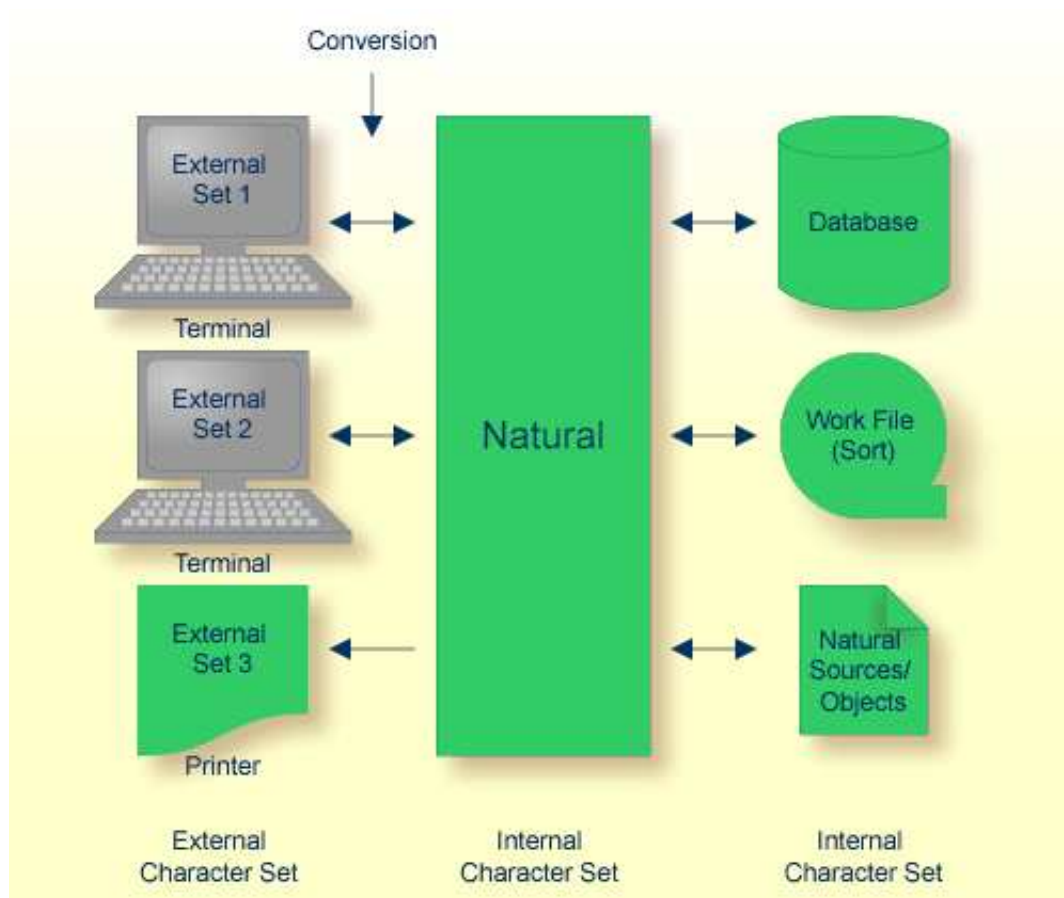 Conversion
External
Set 1
Terminal
External
Set 2
Terminal
External
Set 3
Printer
Natural
Database
Work File
(Sort)
Natural
Sources/
Objects
External
Character Set
Internal
Character Set
Internal
Character Set